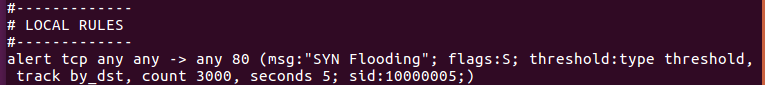 #-------------
# LOCAL RULES
#-------------
alert tcp any any -> any 80 (msg:"SYN Flooding"; flags:S; threshold:type threshold,
 track by_dst, count 3000, seconds 5; sid:10000005;)